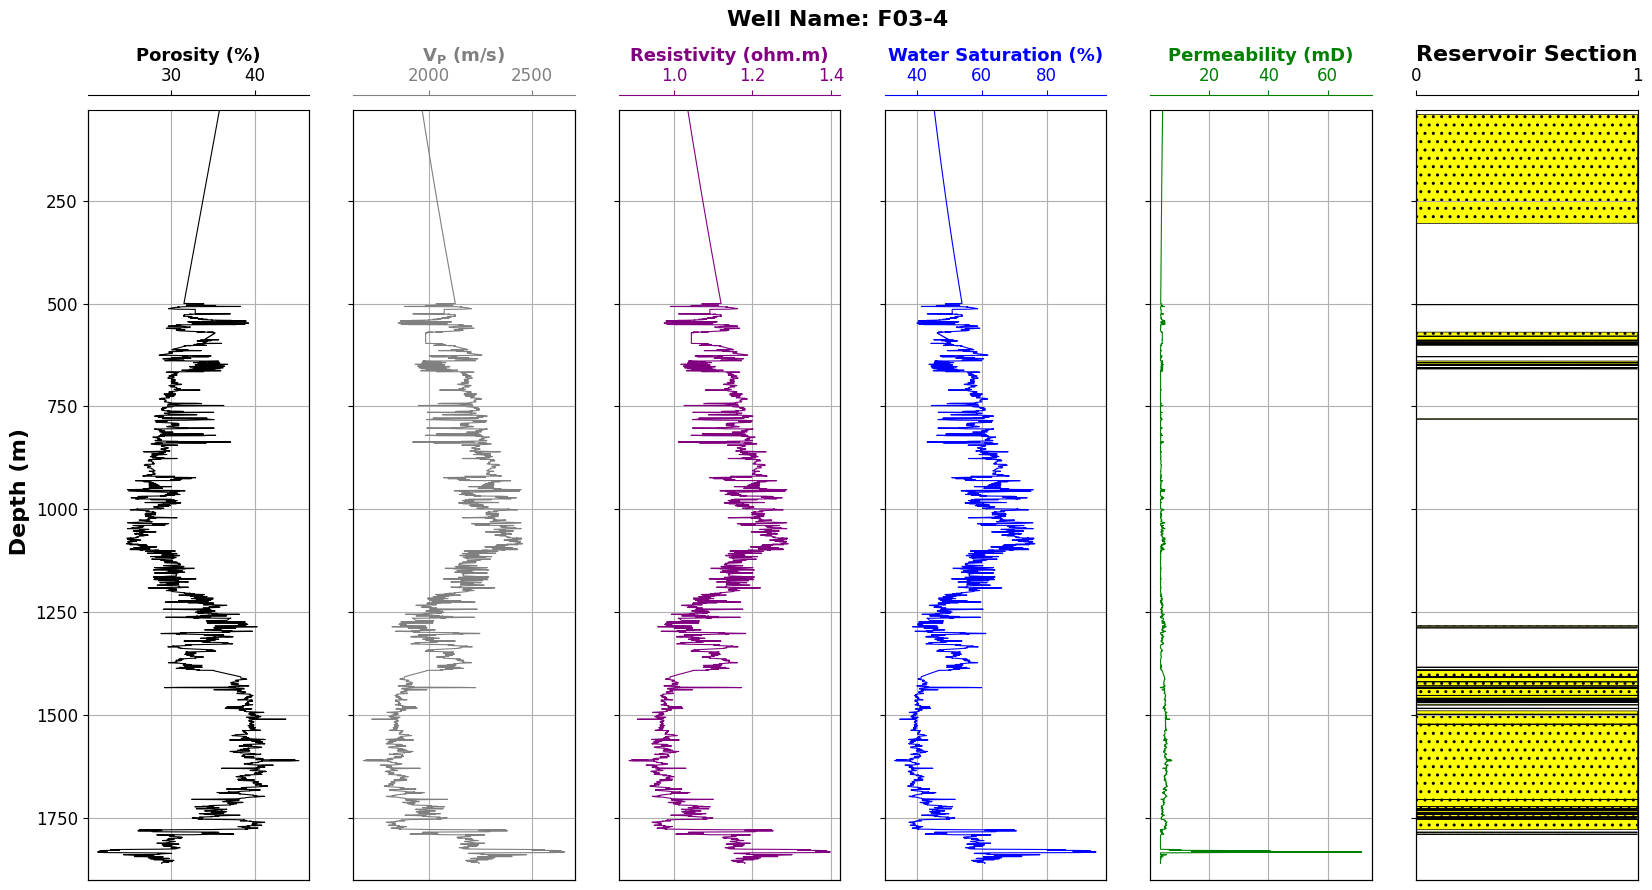 Well Name: F03-4
Porosity (%)
V_P (m/s)
Resistivity (ohm.m)
Water Saturation (%)
Permeability (mD)
Reservoir Section
30 40
2000 2500
1.0 1.2 1.4
40 60 80
20 40 60
0 1
Depth (m)
250
500
750
1000
1250
1500
1750